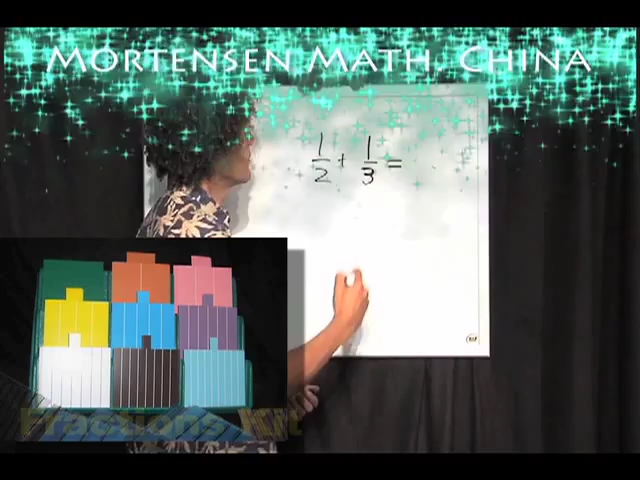 MORTENSEN MATH, CHINA
1/2 + 1/3 =
Fractions Kit